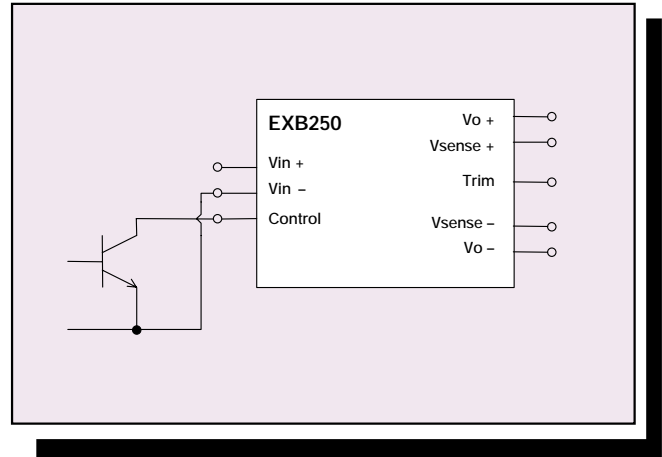 EXB250
Vin +
Vin –
Control
Vo +
Vsense +
Trim
Vsense –
Vo –